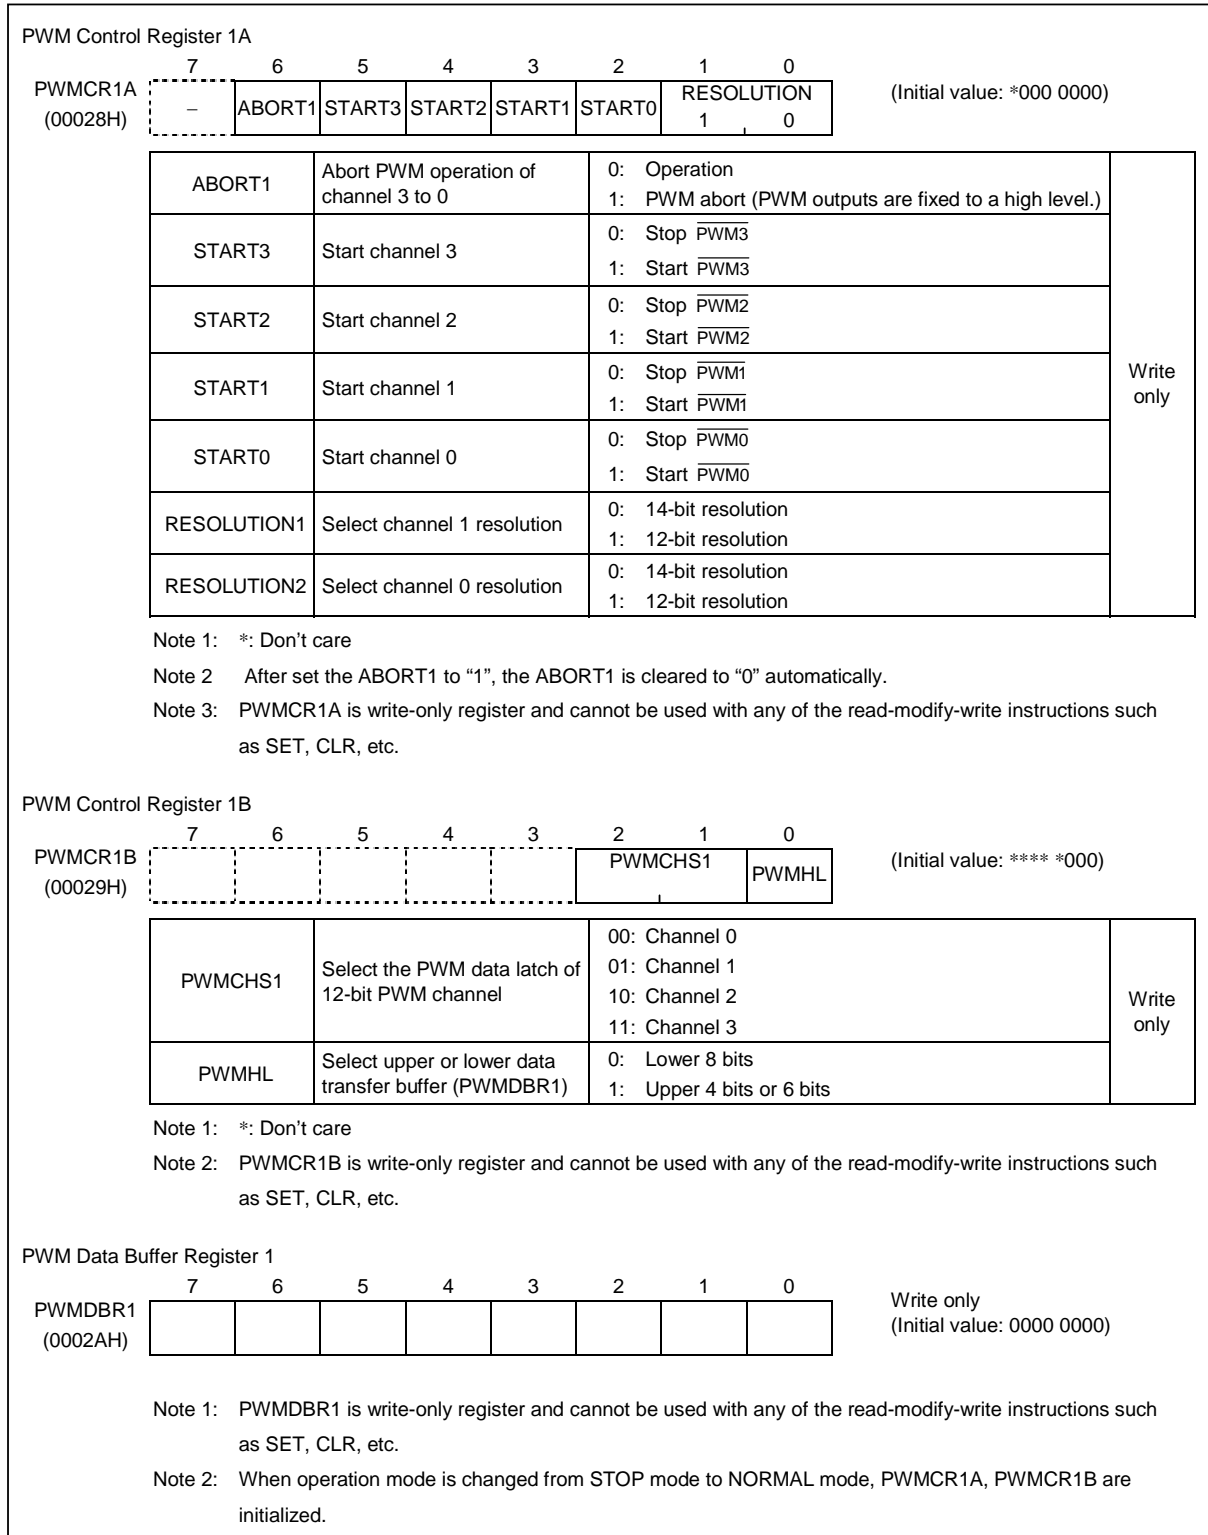 PWM Control Register 1A
7 6 5 4 3 2 1 0
PWMCR1A
(00028H)
– ABORT1 START3 START2 START1 START0 RESOLUTION
1 0
(Initial value: *000 0000)
ABORT1 Abort PWM operation of channel 3 to 0 0: Operation
1: PWM abort (PWM outputs are fixed to a high level.)
START3 Start channel 3 0: Stop P̅W̅M̅3̅
1: Start P̅W̅M̅3̅
START2 Start channel 2 0: Stop P̅W̅M̅2̅
1: Start P̅W̅M̅2̅
START1 Start channel 1 0: Stop P̅W̅M̅1̅
1: Start P̅W̅M̅1̅
START0 Start channel 0 0: Stop P̅W̅M̅0̅
1: Start P̅W̅M̅0̅
RESOLUTION1 Select channel 1 resolution 0: 14-bit resolution
1: 12-bit resolution
RESOLUTION2 Select channel 0 resolution 0: 14-bit resolution
1: 12-bit resolution
Write
only
Note 1: *: Don’t care
Note 2 After set the ABORT1 to “1”, the ABORT1 is cleared to “0” automatically.
Note 3: PWMCR1A is write-only register and cannot be used with any of the read-modify-write instructions such
as SET, CLR, etc.
PWM Control Register 1B
7 6 5 4 3 2 1 0
PWMCR1B
(00029H)
PWMCHS1 PWMHL
(Initial value: **** *000)
PWMCHS1 Select the PWM data latch of
12-bit PWM channel
00: Channel 0
01: Channel 1
10: Channel 2
11: Channel 3
PWMHL Select upper or lower data
transfer buffer (PWMDBR1)
0: Lower 8 bits
1: Upper 4 bits or 6 bits
Write
only
Note 1: *: Don’t care
Note 2: PWMCR1B is write-only register and cannot be used with any of the read-modify-write instructions such
as SET, CLR, etc.
PWM Data Buffer Register 1
7 6 5 4 3 2 1 0
PWMDBR1
(0002AH)
Write only
(Initial value: 0000 0000)
Note 1: PWMDBR1 is write-only register and cannot be used with any of the read-modify-write instructions such
as SET, CLR, etc.
Note 2: When operation mode is changed from STOP mode to NORMAL mode, PWMCR1A, PWMCR1B are
initialized.